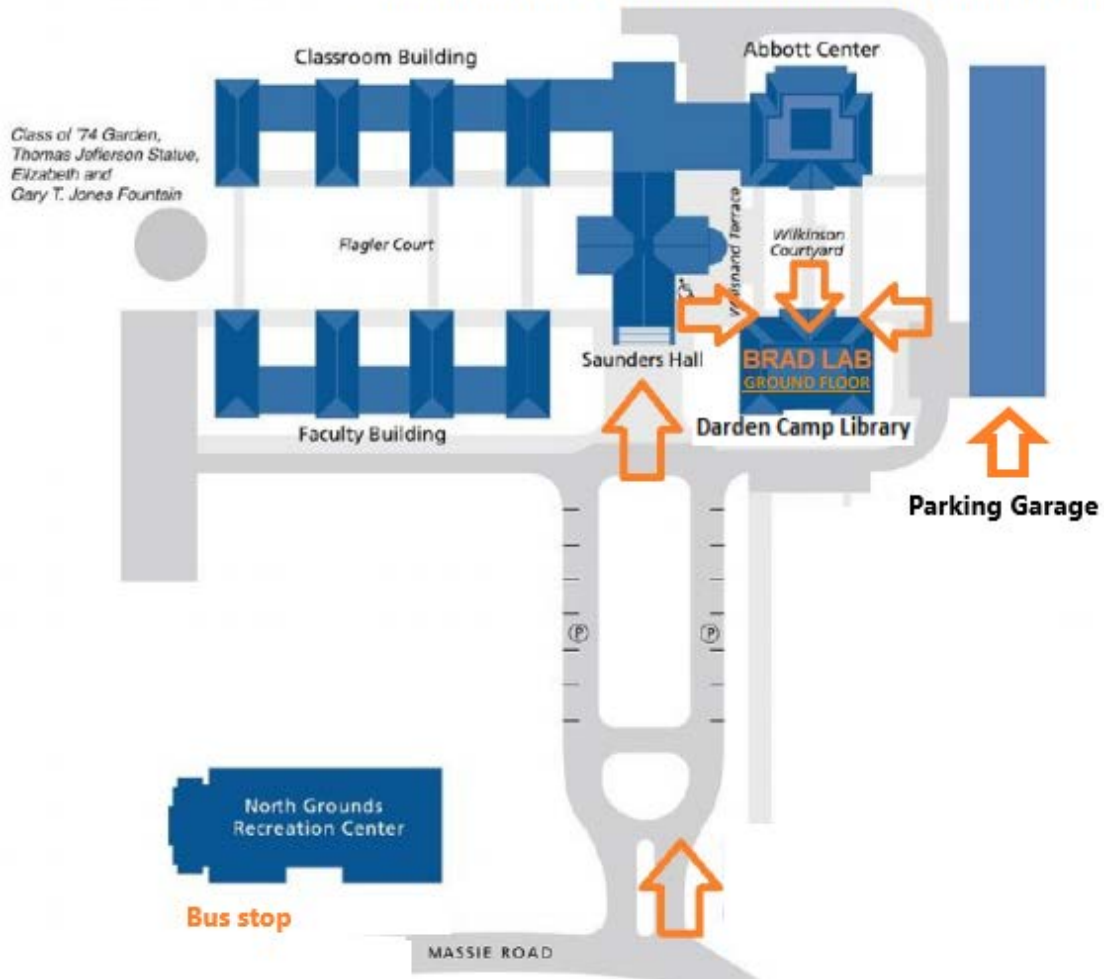 Classroom Building
Abbott Center
Class of '74 Garden,
Thomas Jefferson Statue,
Elizabeth and
Gary T. Jones Fountain
Flagler Court
Terrace
Wilkinson
Courtyard
Saunders Hall
BRAD LAB
GROUND FLOOR
Faculty Building
Darden Camp Library
Parking Garage
P
P
North Grounds
Recreation Center
Bus stop
MASSIE ROAD